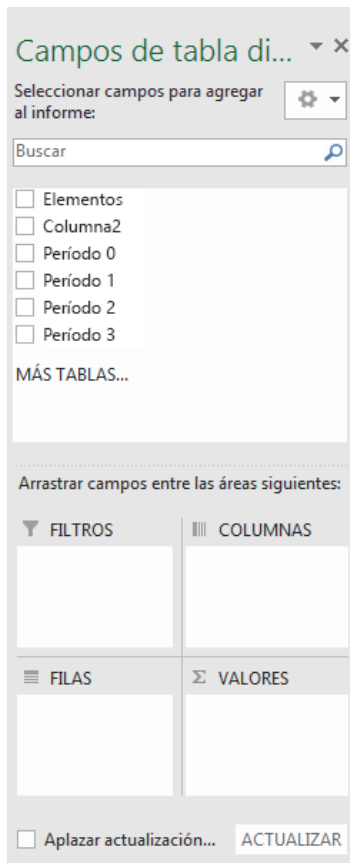 Campos de tabla di...
Seleccionar campos para agregar
al informe:
Buscar
Elementos
Columna2
Período 0
Período 1
Período 2
Período 3
MÁS TABLAS...
Arrastrar campos entre las áreas siguientes:
FILTROS
COLUMNAS
FILAS
Σ VALORES
Aplazar actualización...
ACTUALIZAR